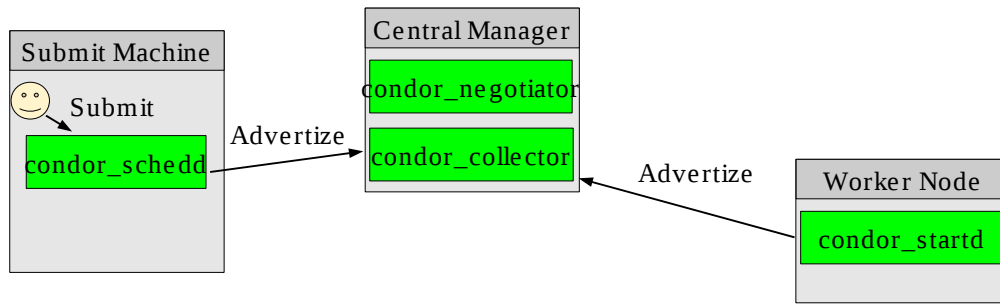 Submit Machine
Submit
condor_schedd
Advertize
Central Manager
condor_negotiator
condor_collector
Advertize
Worker Node
condor_startd